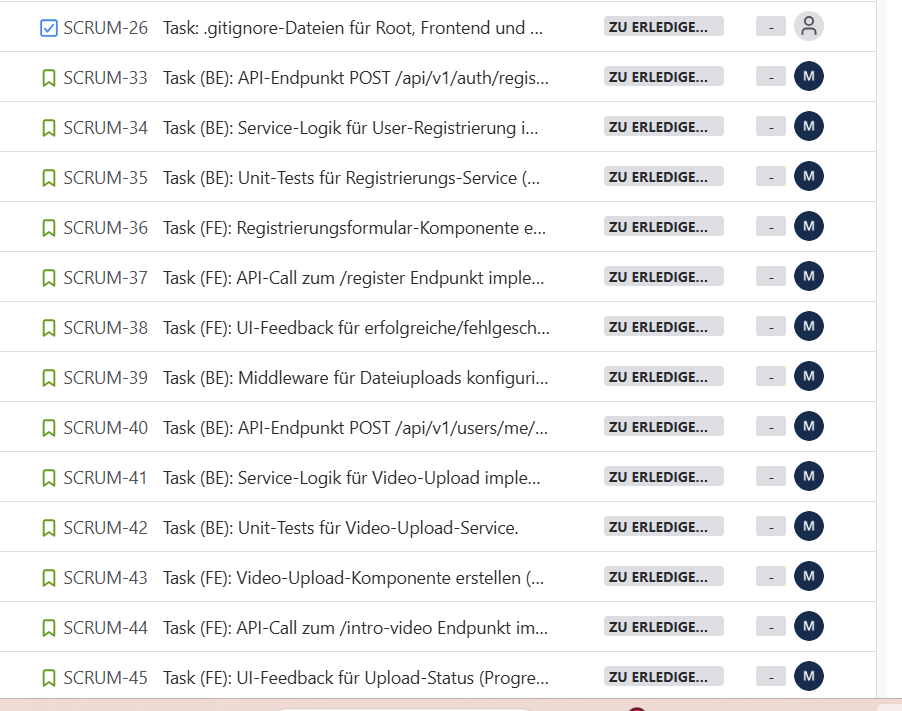 SCRUM-26 Task: .gitignore-Dateien für Root, Frontend und ... ZU ERLEDIGE... -
SCRUM-33 Task (BE): API-Endpunkt POST /api/v1/auth/regis... ZU ERLEDIGE... - M
SCRUM-34 Task (BE): Service-Logik für User-Registrierung i... ZU ERLEDIGE... - M
SCRUM-35 Task (BE): Unit-Tests für Registrierungs-Service (... ZU ERLEDIGE... - M
SCRUM-36 Task (FE): Registrierungsformular-Komponente e... ZU ERLEDIGE... - M
SCRUM-37 Task (FE): API-Call zum /register Endpunkt imple... ZU ERLEDIGE... - M
SCRUM-38 Task (FE): UI-Feedback für erfolgreiche/fehlgesch... ZU ERLEDIGE... - M
SCRUM-39 Task (BE): Middleware für Dateiuploads konfiguri... ZU ERLEDIGE... - M
SCRUM-40 Task (BE): API-Endpunkt POST /api/v1/users/me/... ZU ERLEDIGE... - M
SCRUM-41 Task (BE): Service-Logik für Video-Upload imple... ZU ERLEDIGE... - M
SCRUM-42 Task (BE): Unit-Tests für Video-Upload-Service. ZU ERLEDIGE... - M
SCRUM-43 Task (FE): Video-Upload-Komponente erstellen (... ZU ERLEDIGE... - M
SCRUM-44 Task (FE): API-Call zum /intro-video Endpunkt im... ZU ERLEDIGE... - M
SCRUM-45 Task (FE): UI-Feedback für Upload-Status (Progre... ZU ERLEDIGE... - M